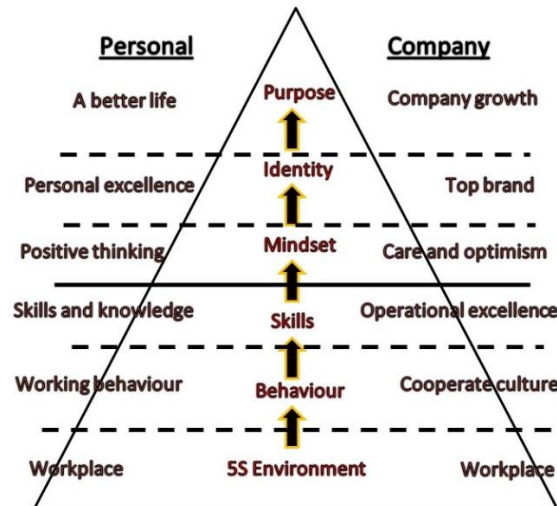 Personal
Company
A better life
Purpose
Company growth
Personal excellence
Identity
Top brand
Positive thinking
Mindset
Care and optimism
Skills and knowledge
Skills
Operational excellence
Working behaviour
Behaviour
Cooperate culture
Workplace
5S Environment
Workplace